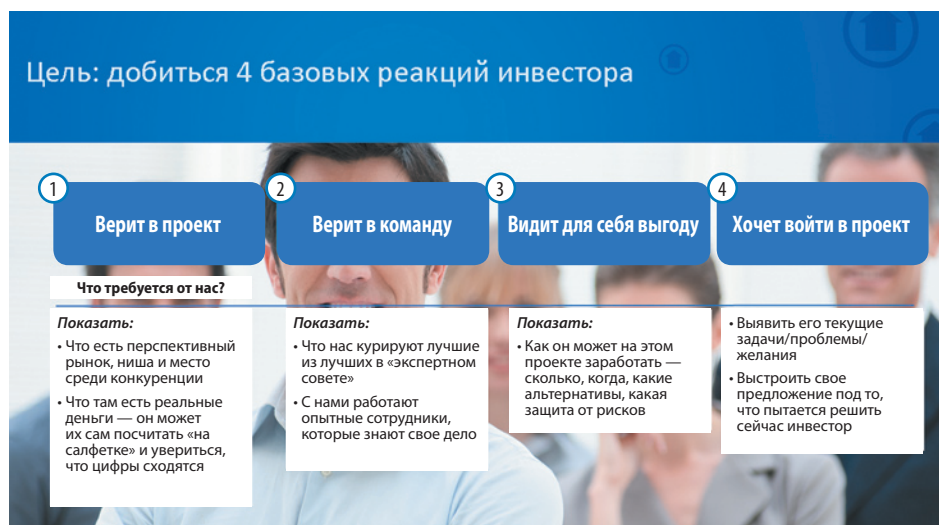 Цель: добиться 4 базовых реакций инвестора
1
Верит в проект
2
Верит в команду
3
Видит для себя выгоду
4
Хочет войти в проект
Что требуется от нас?
Показать:
• Что есть перспективный
рынок, ниша и место
среди конкуренции
• Что там есть реальные
деньги — он может
их сам посчитать «на
салфетке» и увериться,
что цифры сходятся
Показать:
• Что нас курируют лучшие
из лучших в «экспертном
совете»
• С нами работают
опытные сотрудники,
которые знают свое дело
Показать:
• Как он может на этом
проекте заработать —
сколько, когда, какие
альтернативы, какая
защита от рисков
• Выявить его текущие
задачи/проблемы/
желания
• Выстроить свое
предложение под то,
что пытается решить
сейчас инвестор